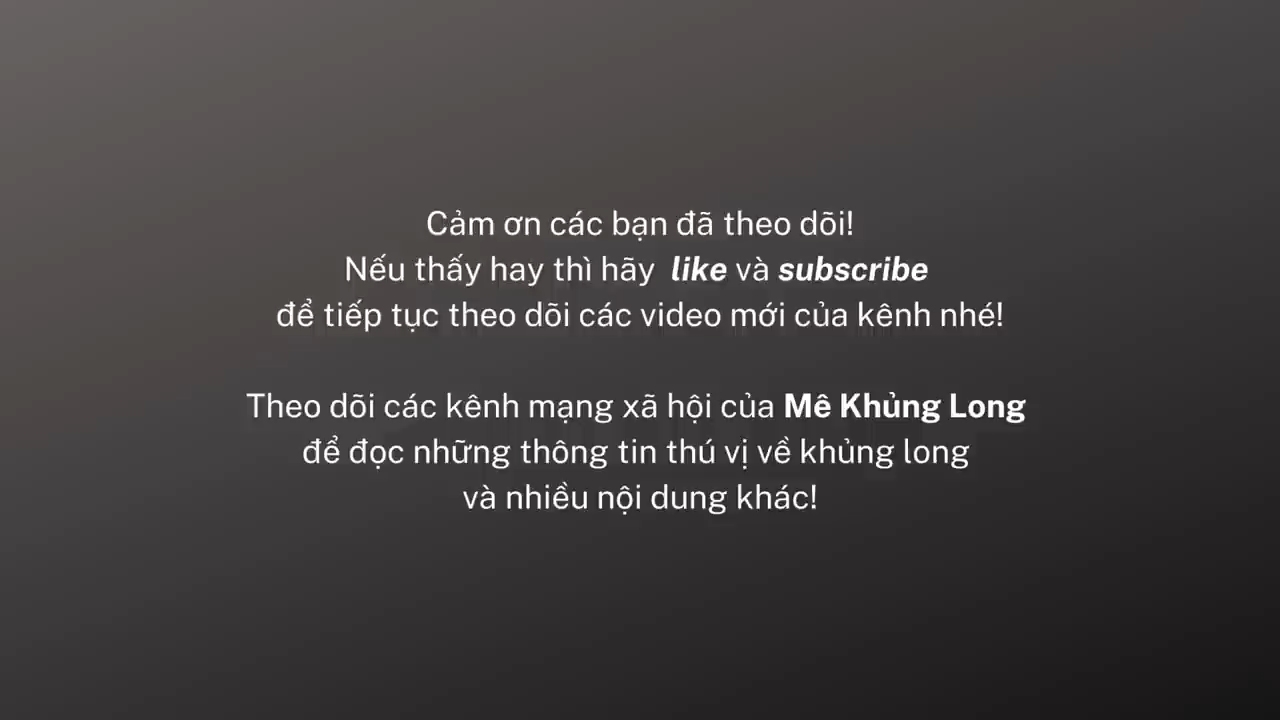 Cảm ơn các bạn đã theo dõi!
Nếu thấy hay thì hãy like và subscribe
để tiếp tục theo dõi các video mới của kênh nhé!
Theo dõi các kênh mạng xã hội của Mê Khủng Long
để đọc những thông tin thú vị về khủng long
và nhiều nội dung khác!